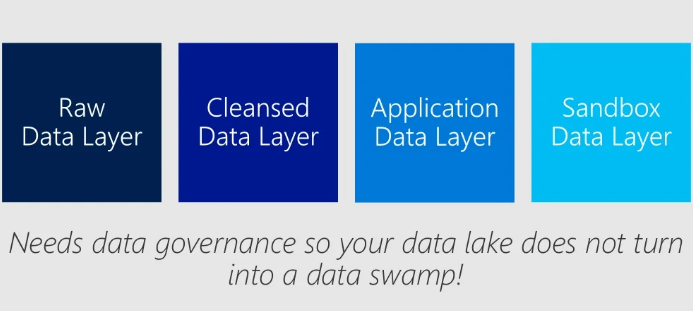 Raw
Data Layer
Cleansed
Data Layer
Application
Data Layer
Sandbox
Data Layer
Needs data governance so your data lake does not turn
into a data swamp!